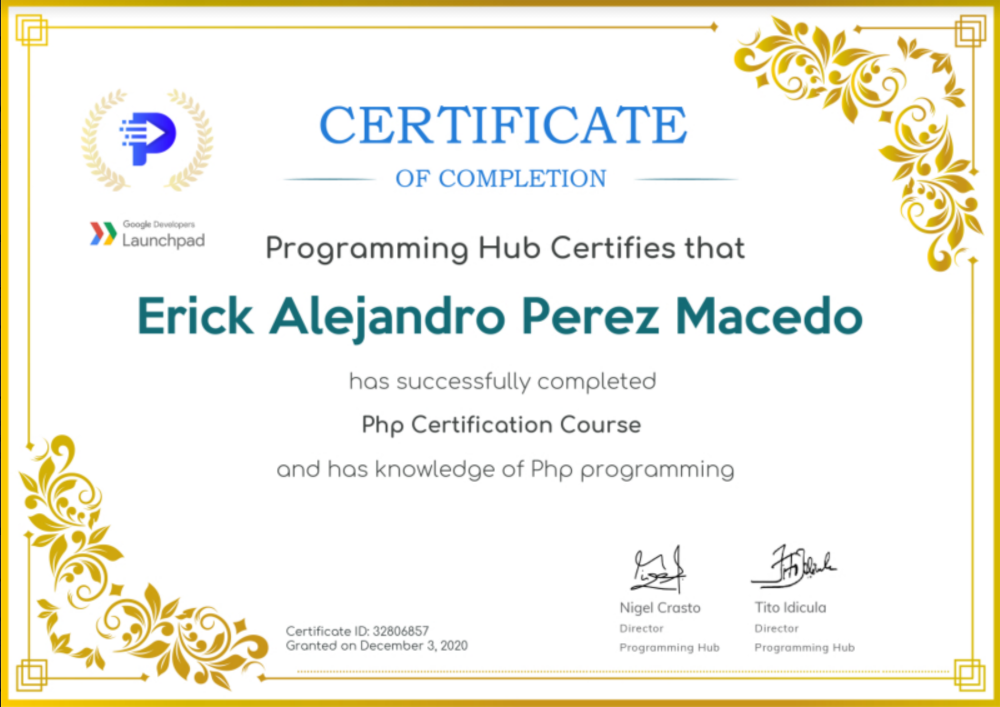 CERTIFICATE
OF COMPLETION
Google Developers
Launchpad
Programming Hub Certifies that
Erick Alejandro Perez Macedo
has successfully completed
Php Certification Course
and has knowledge of Php programming
Nigel Crasto
Director
Programming Hub
Tito Idicula
Director
Programming Hub
Certificate ID: 32806857
Granted on December 3, 2020